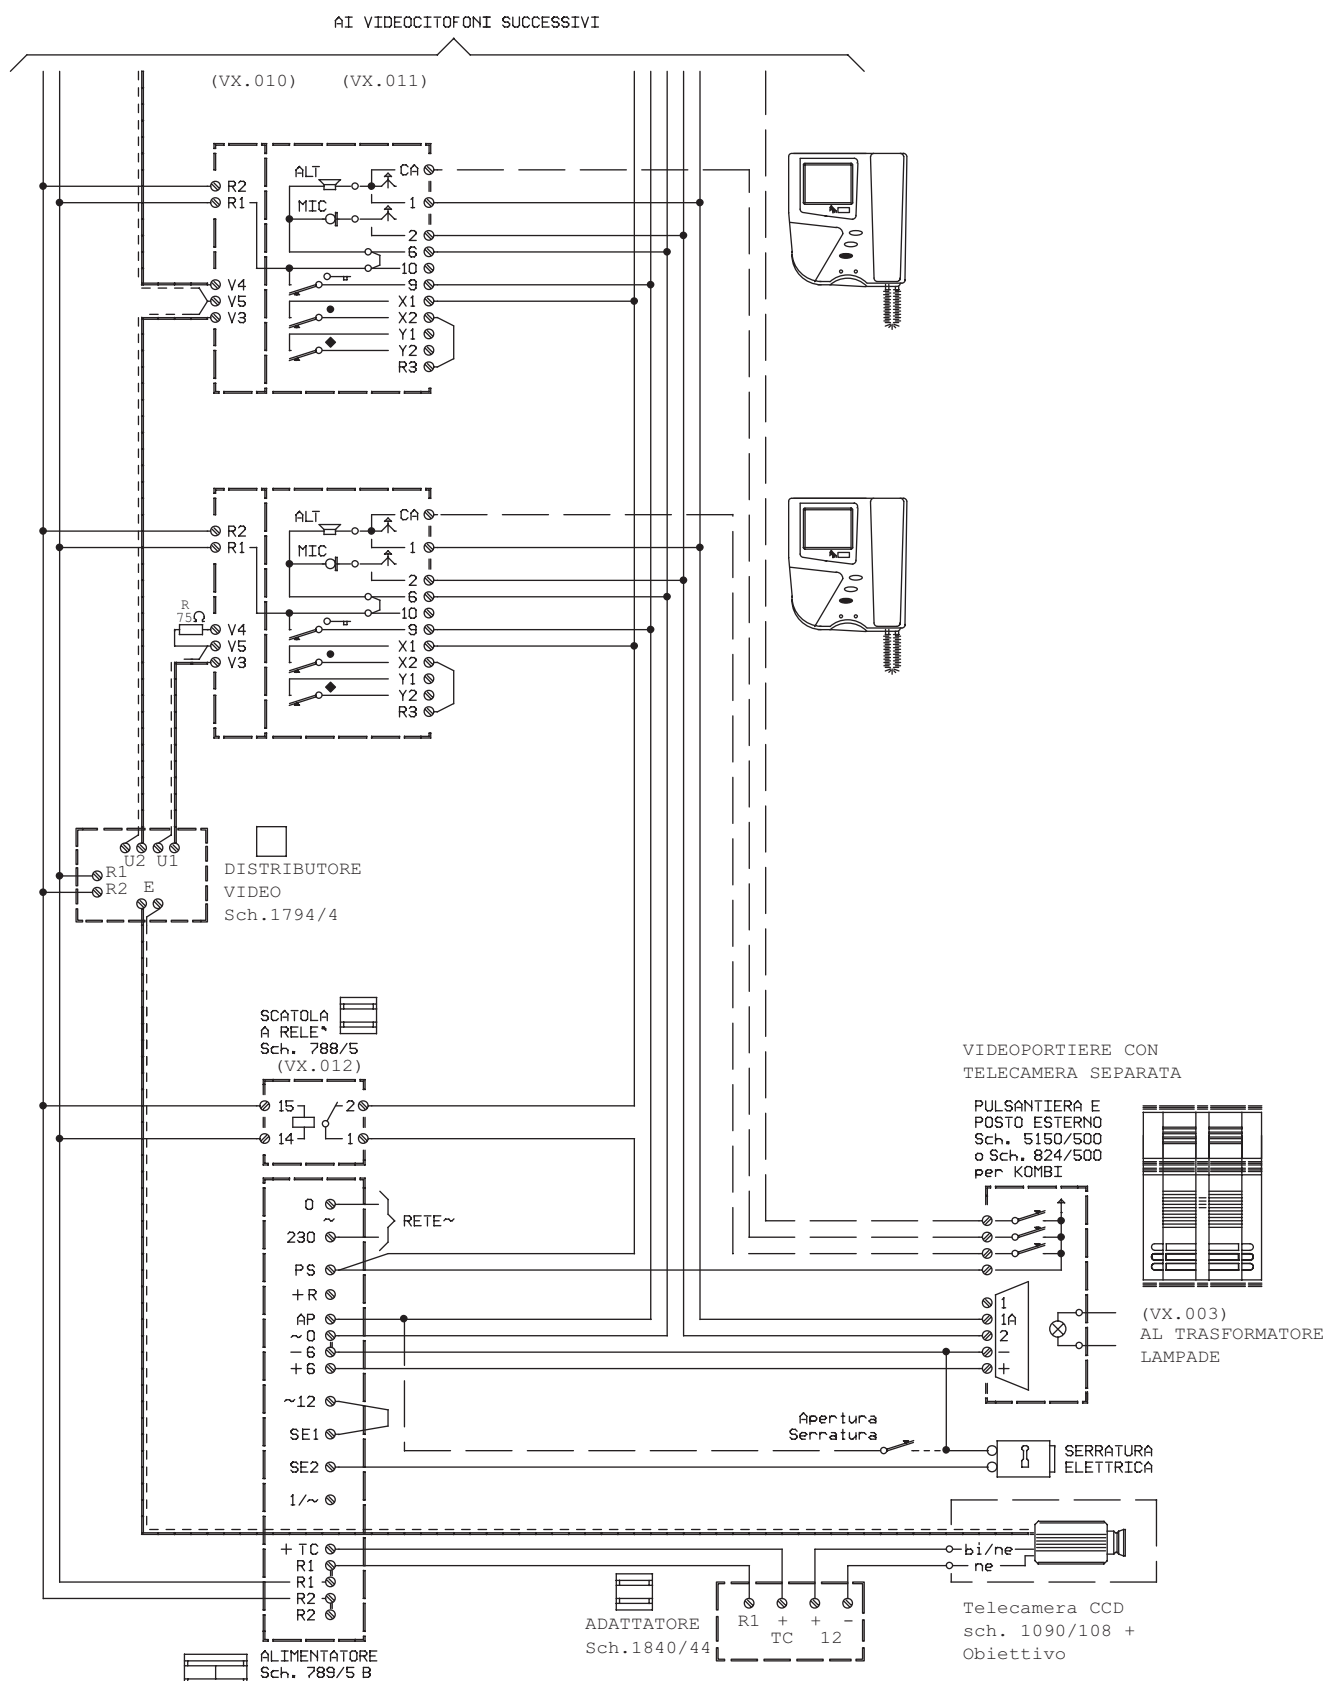 AI VIDEOCITOFONI SUCCESSIVI
(VX.010)
(VX.011)
ALT
CA
R2
R1
MIC
1
2
6
10
V4
9
V5
X1
V3
X2
Y1
Y2
R3
ALT
CA
R2
R1
MIC
1
2
6
10
R
75Ω
V4
9
V5
X1
V3
X2
Y1
Y2
R3
U2 U1
R1
R2 E
DISTRIBUTORE
VIDEO
Sch.1794/4
SCATOLA
A RELE`
Sch. 788/5
(VX.012)
15
2
14
1
VIDEOPORTIERE CON
TELECAMERA SEPARATA
PULSANTIERA E
POSTO ESTERNO
Sch. 5150/500
o Sch. 824/500
per KOMBI
0
~
230
RETE~
PS
+R
AP
~0
-6
+6
~12
SE1
SE2
1/~
+ TC
R1
R1
R2
R2
1
1A
2
-
+
(VX.003)
AL TRASFORMATORE
LAMPADE
Apertura
Serratura
SERRATURA
ELETTRICA
bi/ne
ne
Telecamera CCD
sch. 1090/108 +
Obiettivo
ADATTATORE
Sch.1840/44
R1 + + -
TC 12
ALIMENTATORE
Sch. 789/5 B